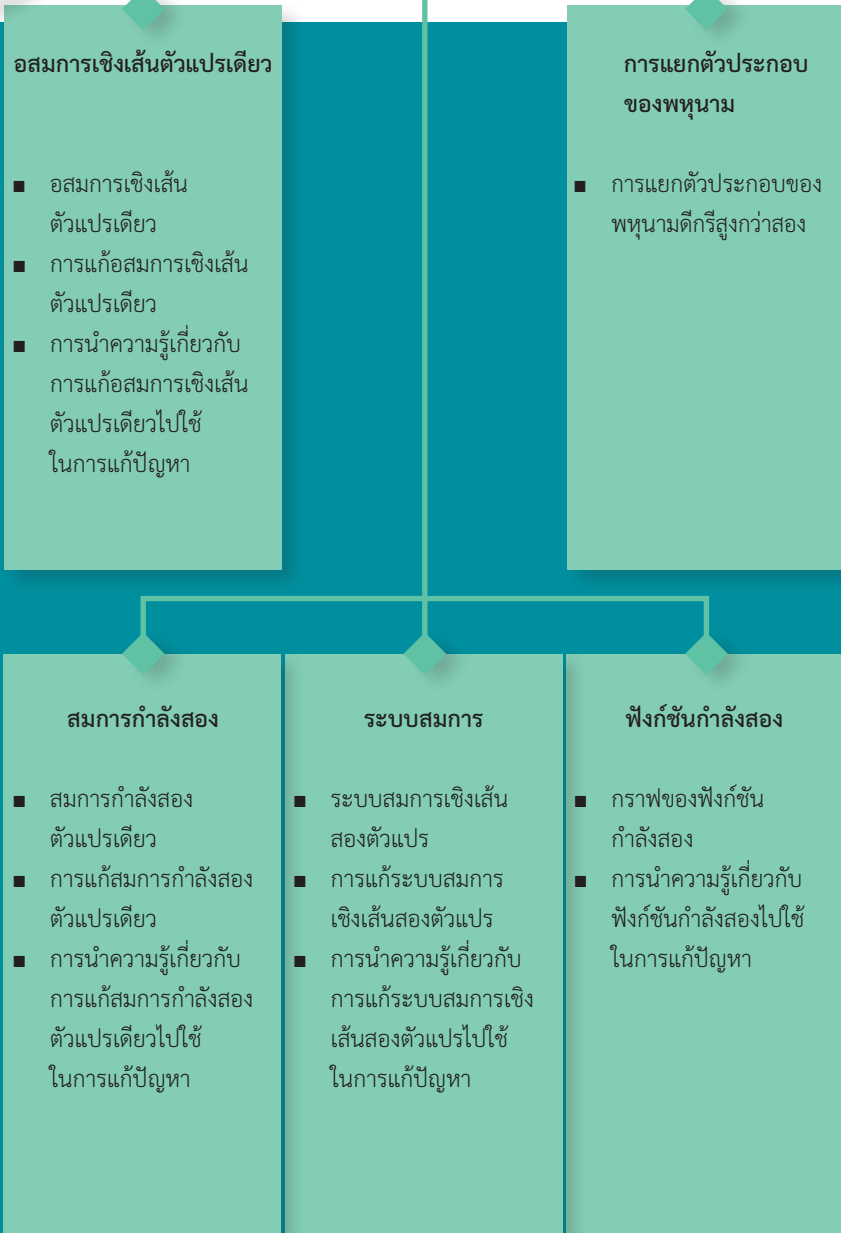 อสมการเชิงเส้นตัวแปรเดียว
■ อสมการเชิงเส้น
ตัวแปรเดียว
■ การแก้อสมการเชิงเส้น
ตัวแปรเดียว
■ การนำความรู้เกี่ยวกับ
การแก้อสมการเชิงเส้น
ตัวแปรเดียวไปใช้
ในการแก้ปัญหา
การแยกตัวประกอบ
ของพหุนาม
■ การแยกตัวประกอบของ
พหุนามดีกรีสูงกว่าสอง
สมการกำลังสอง
■ สมการกำลังสอง
ตัวแปรเดียว
■ การแก้สมการกำลังสอง
ตัวแปรเดียว
■ การนำความรู้เกี่ยวกับ
การแก้สมการกำลังสอง
ตัวแปรเดียวไปใช้
ในการแก้ปัญหา
ระบบสมการ
■ ระบบสมการเชิงเส้น
สองตัวแปร
■ การแก้ระบบสมการ
เชิงเส้นสองตัวแปร
■ การนำความรู้เกี่ยวกับ
การแก้ระบบสมการเชิง
เส้นสองตัวแปรไปใช้
ในการแก้ปัญหา
ฟังก์ชันกำลังสอง
■ กราฟของฟังก์ชัน
กำลังสอง
■ การนำความรู้เกี่ยวกับ
ฟังก์ชันกำลังสองไปใช้
ในการแก้ปัญหา